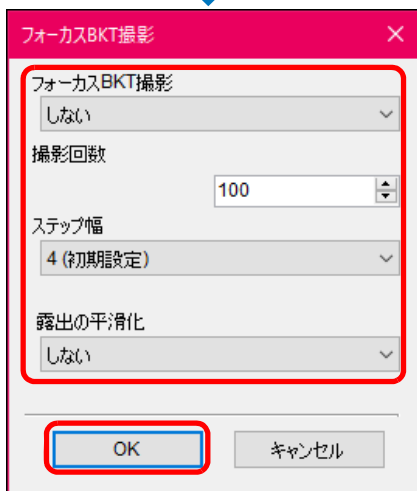 フォーカスBKT撮影
フォーカスBKT撮影
しない
撮影回数
100
ステップ幅
4 (初期設定)
露出の平滑化
しない
OK
キャンセル